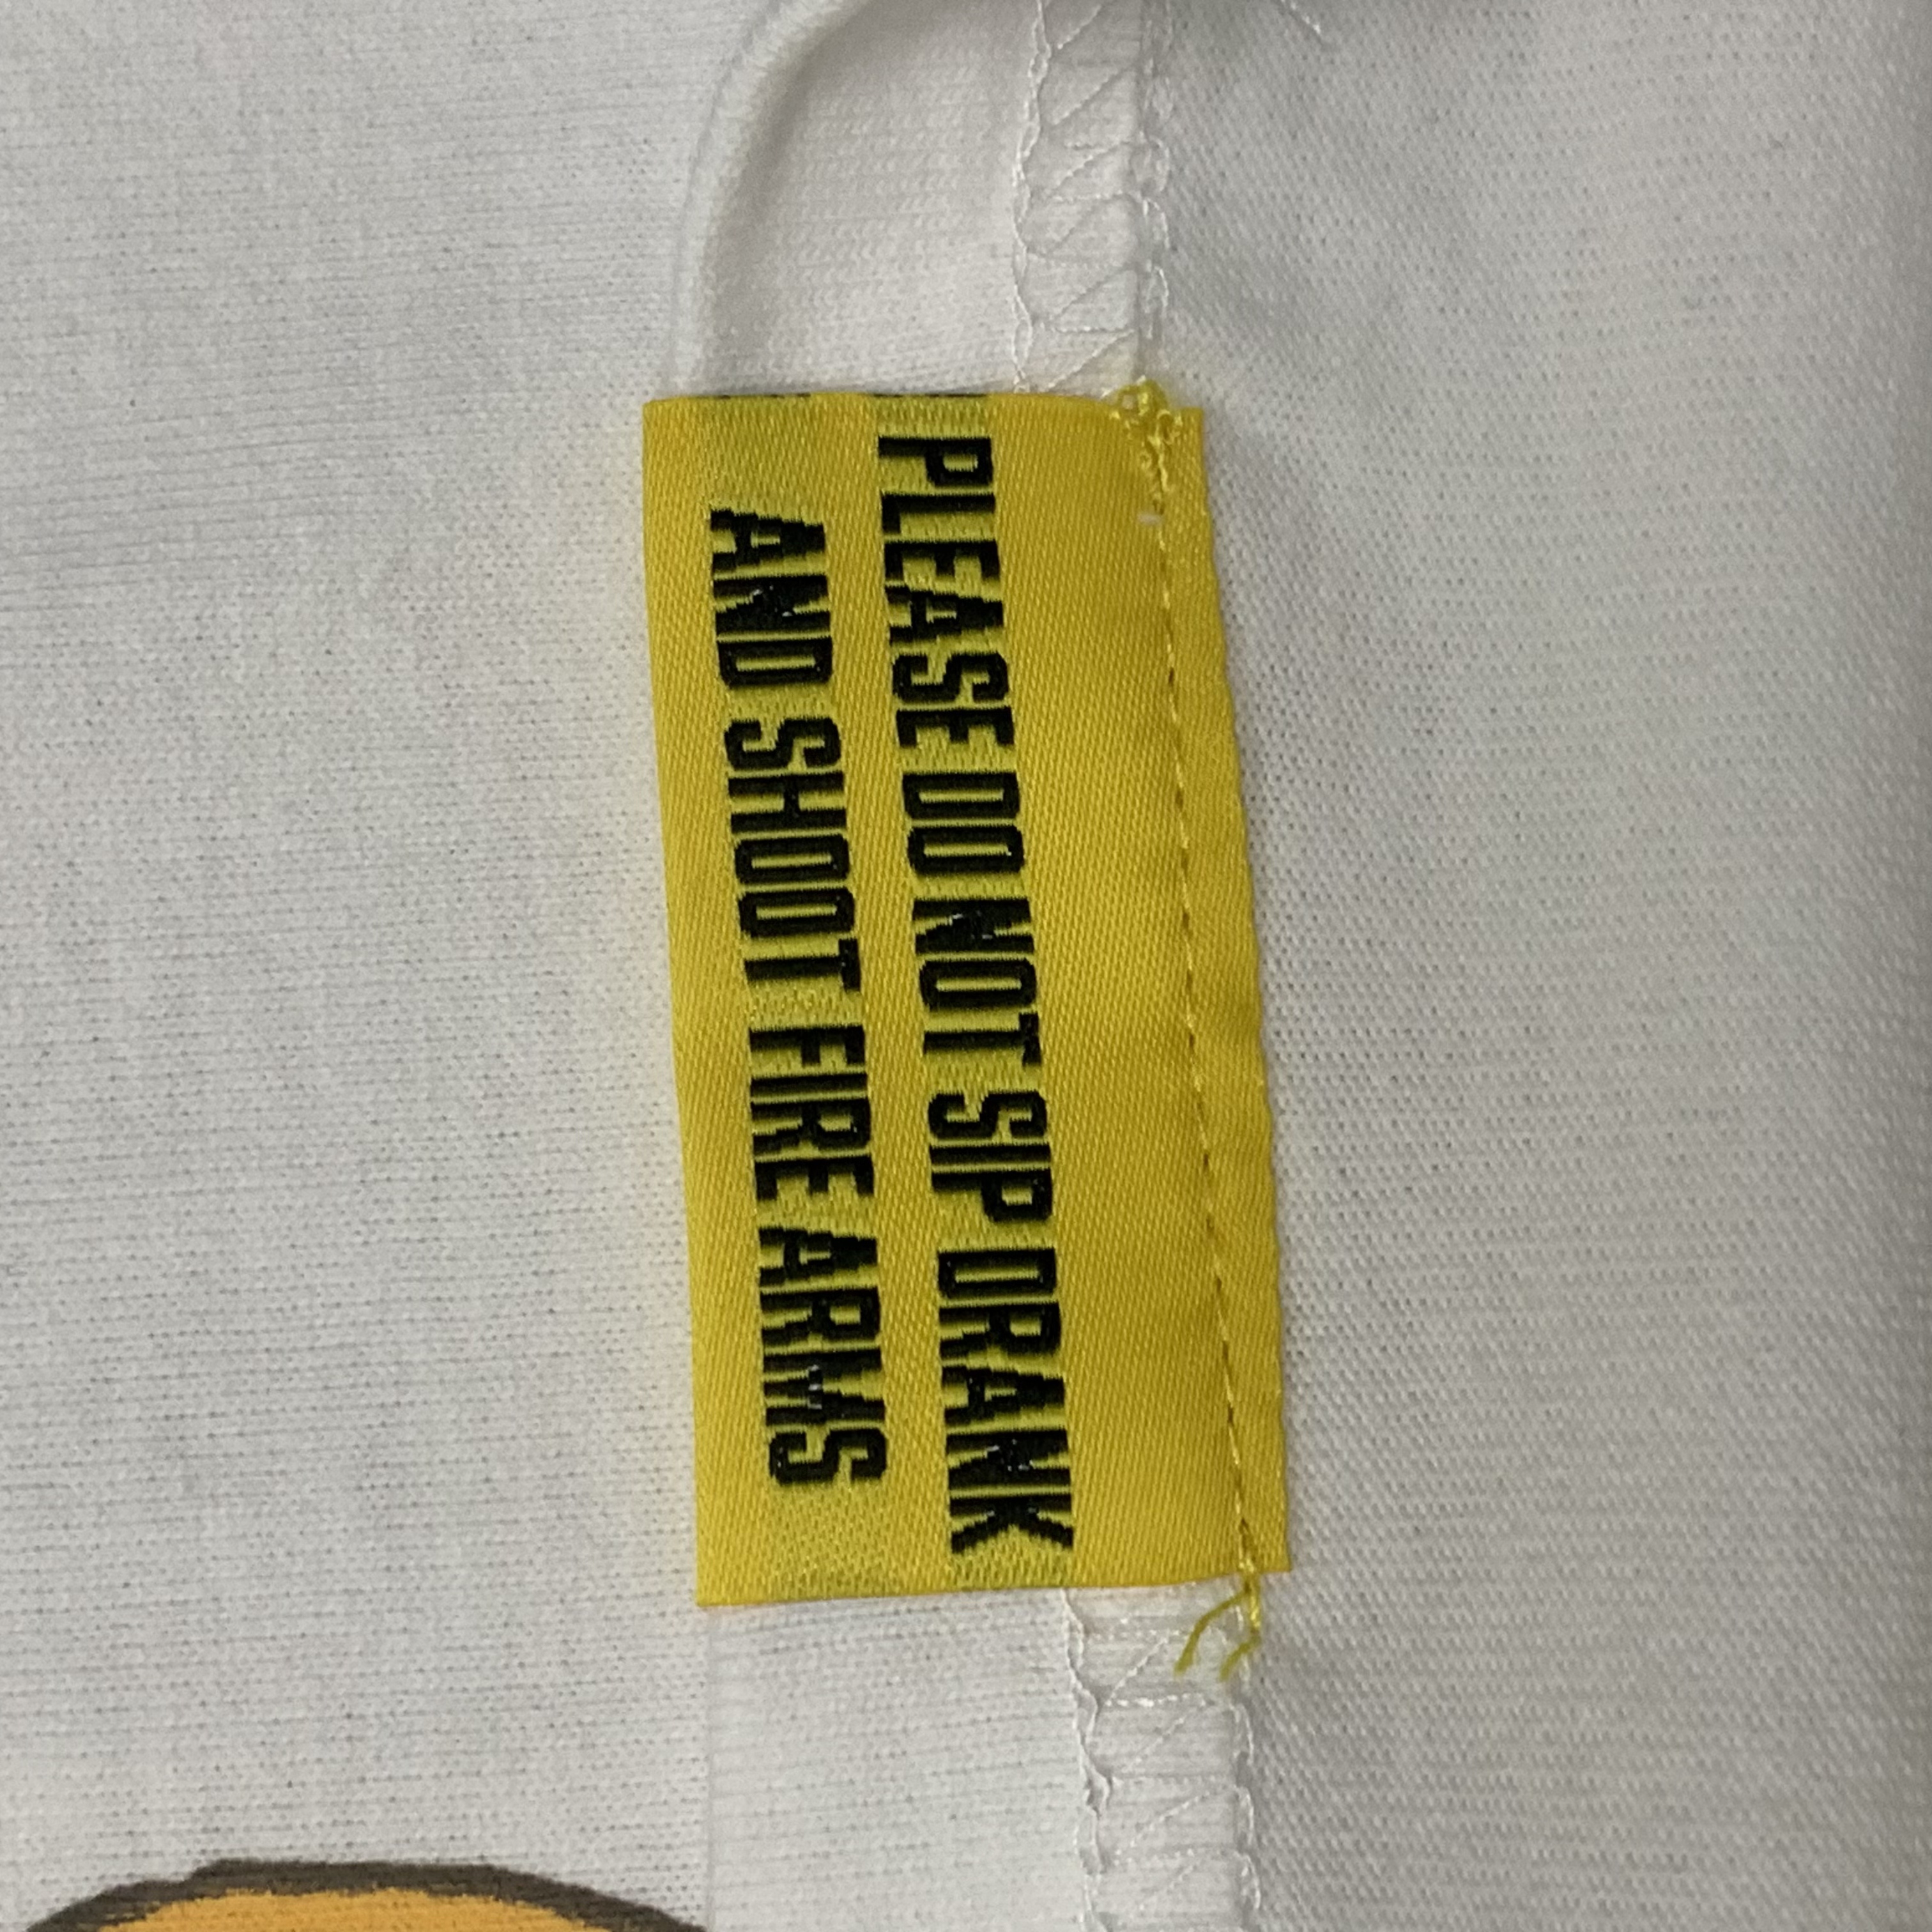 PLEASE DO NOT SIP DRANK
AND SHOOT FIRE ARMS